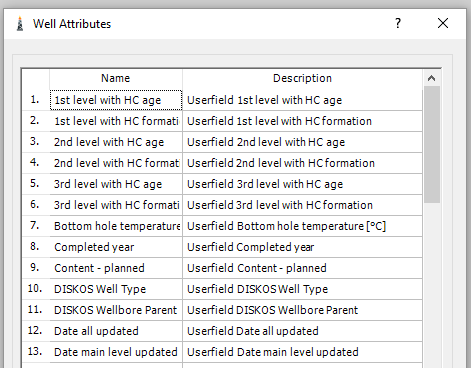 Well Attributes ?
Name Description
1. 1st level with HC age Userfield 1st level with HC age
2. 1st level with HC formati Userfield 1st level with HC formation
3. 2nd level with HC age Userfield 2nd level with HC age
4. 2nd level with HC format Userfield 2nd level with HC formation
5. 3rd level with HC age Userfield 3rd level with HC age
6. 3rd level with HC formati Userfield 3rd level with HC formation
7. Bottom hole temperature Userfield Bottom hole temperature [°C]
8. Completed year Userfield Completed year
9. Content - planned Userfield Content - planned
10. DISKOS Well Type Userfield DISKOS Well Type
11. DISKOS Wellbore Parent Userfield DISKOS Wellbore Parent
12. Date all updated Userfield Date all updated
13. Date main level updated Userfield Date main level updated